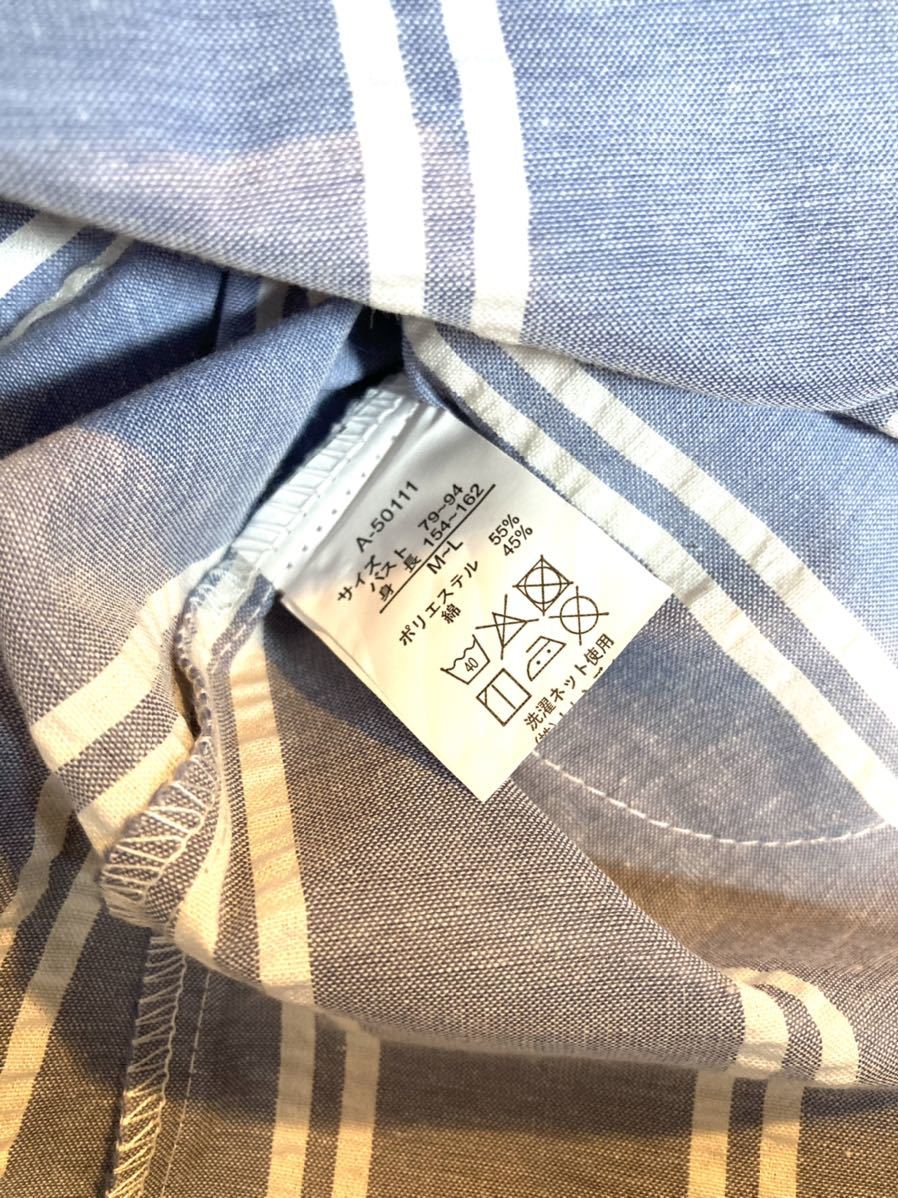 A-50111
サイズ
バスト 79~94
身 長 154~162
M~L
ポリエステル 55%
綿 45%
40
洗濯ネット使用